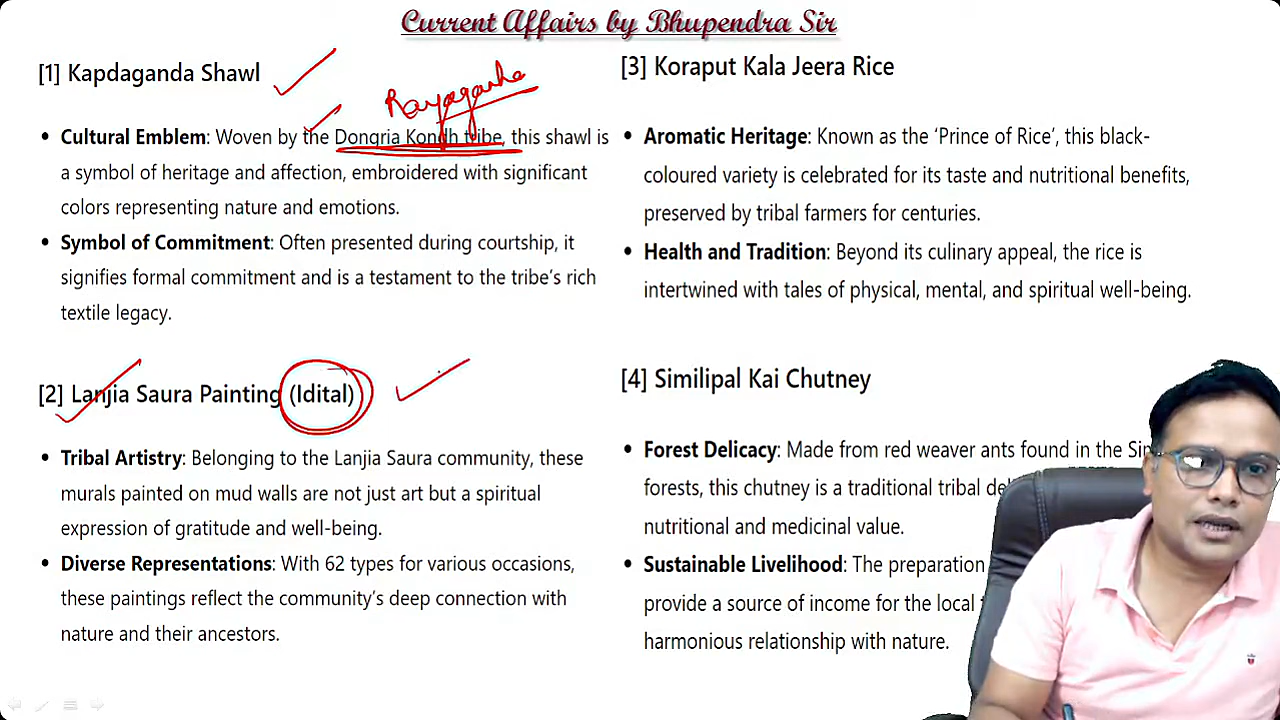 Current Affairs by Bhupendra Sir
[1] Kapdaganda Shawl
Rayagarha
• Cultural Emblem: Woven by the Dongria Kondh tribe, this shawl is
a symbol of heritage and affection, embroidered with significant
colors representing nature and emotions.
• Symbol of Commitment: Often presented during courtship, it
signifies formal commitment and is a testament to the tribe’s rich
textile legacy.
[2] Lanjia Saura Painting (Idital)
• Tribal Artistry: Belonging to the Lanjia Saura community, these
murals painted on mud walls are not just art but a spiritual
expression of gratitude and well-being.
• Diverse Representations: With 62 types for various occasions,
these paintings reflect the community’s deep connection with
nature and their ancestors.
[3] Koraput Kala Jeera Rice
• Aromatic Heritage: Known as the ‘Prince of Rice’, this black-
coloured variety is celebrated for its taste and nutritional benefits,
preserved by tribal farmers for centuries.
• Health and Tradition: Beyond its culinary appeal, the rice is
intertwined with tales of physical, mental, and spiritual well-being.
[4] Similipal Kai Chutney
• Forest Delicacy: Made from red weaver ants found in the
forests, this chutney is a traditional tribal
nutritional and medicinal value.
• Sustainable Livelihood: The preparation
provide a source of income for the local
harmonious relationship with nature.